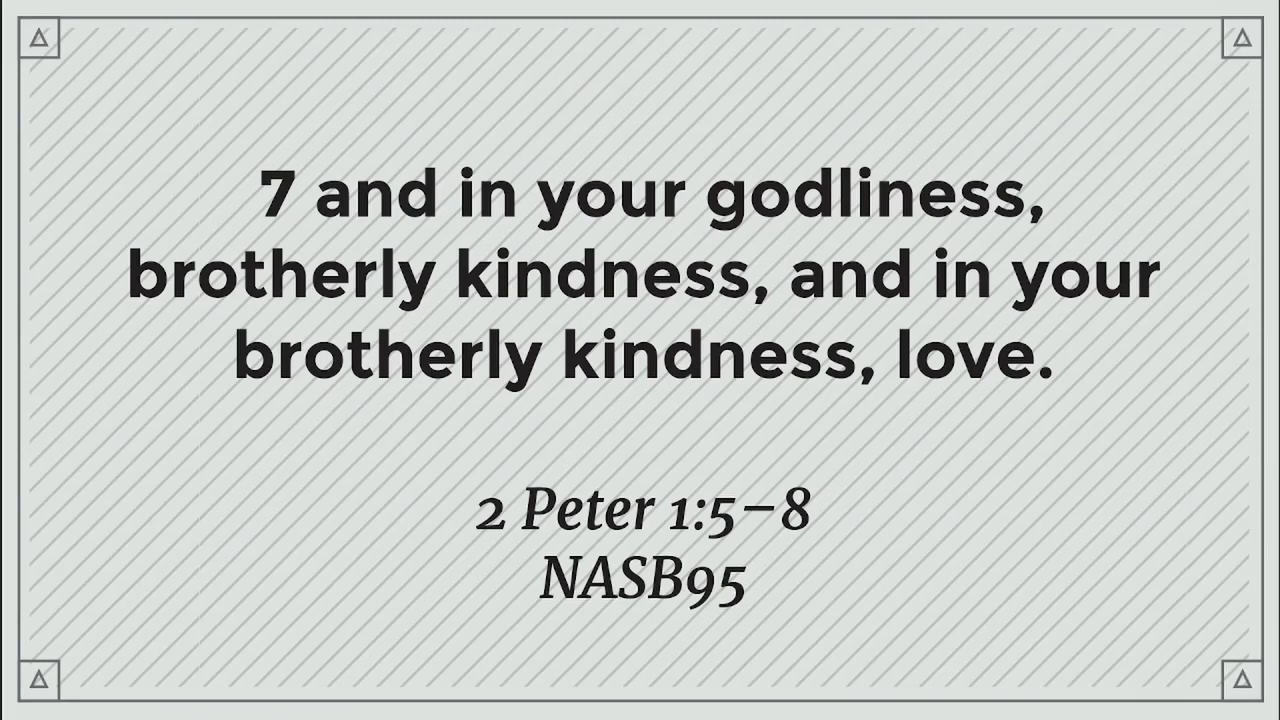 7 and in your godliness,
brotherly kindness, and in your
brotherly kindness, love.
2 Peter 1:5–8
NASB95